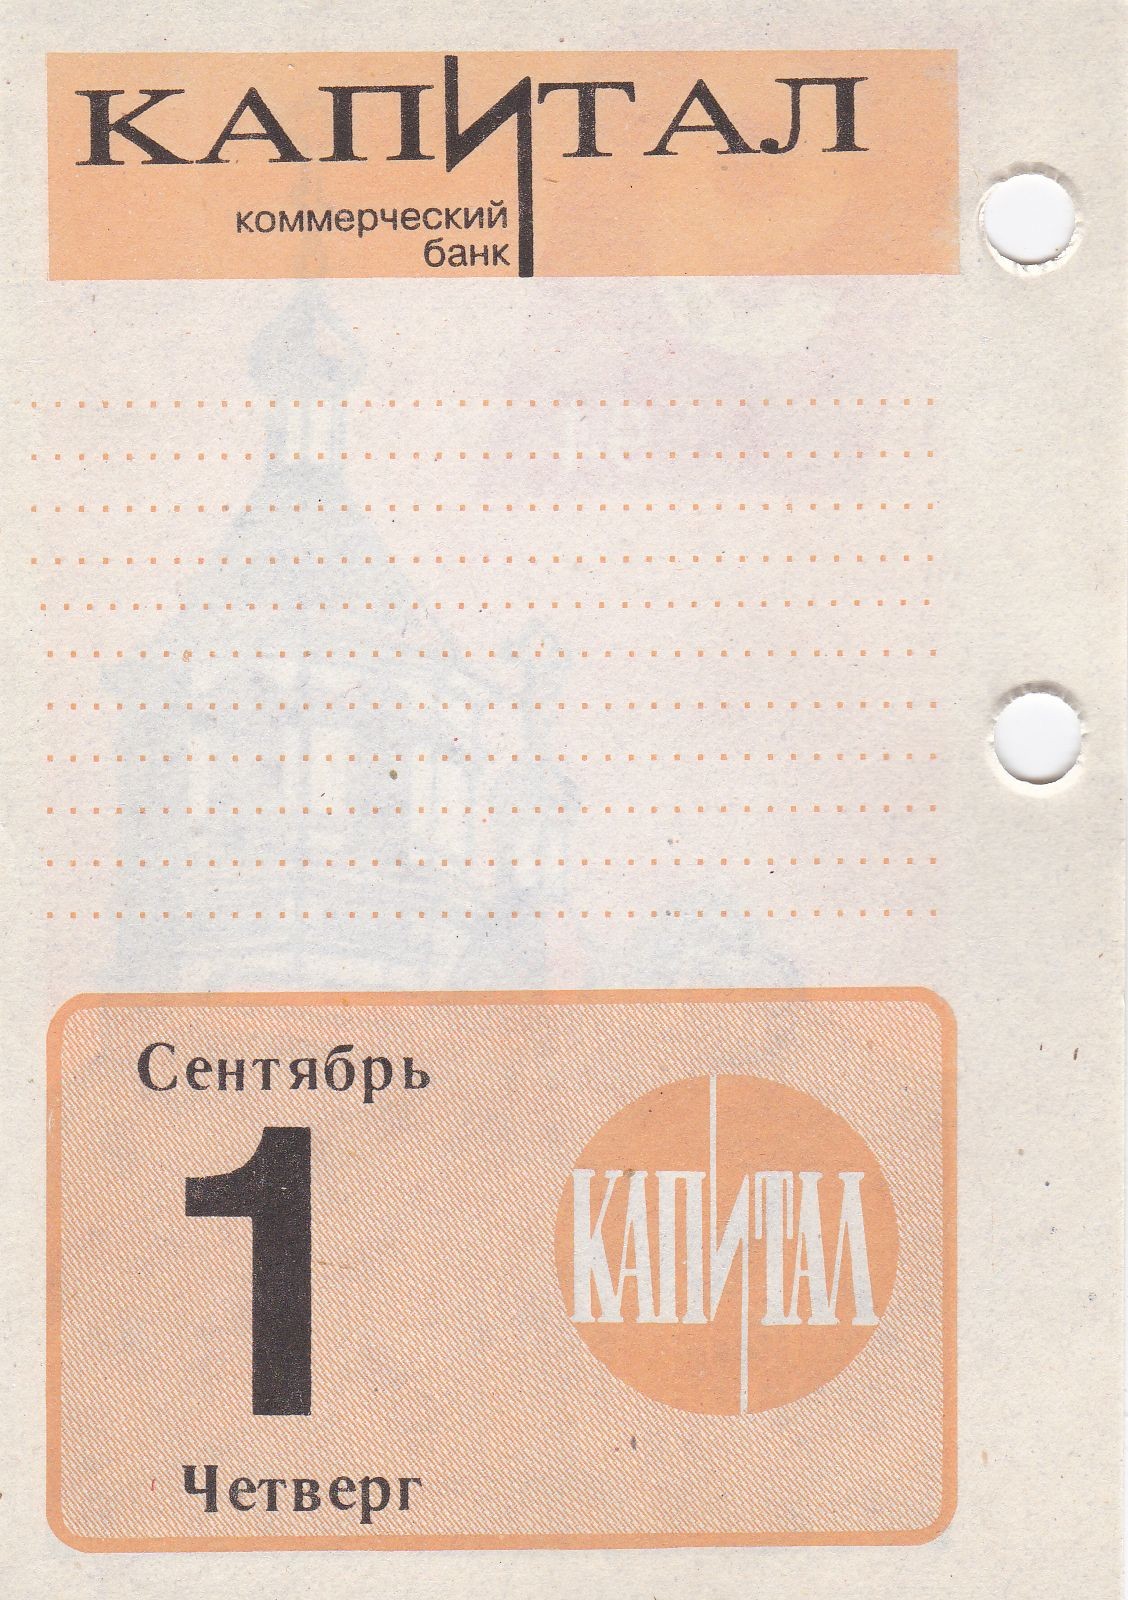 КАПИТАЛ
коммерческий
банк
Сентябрь
1
КАПИТАЛ
Четверг